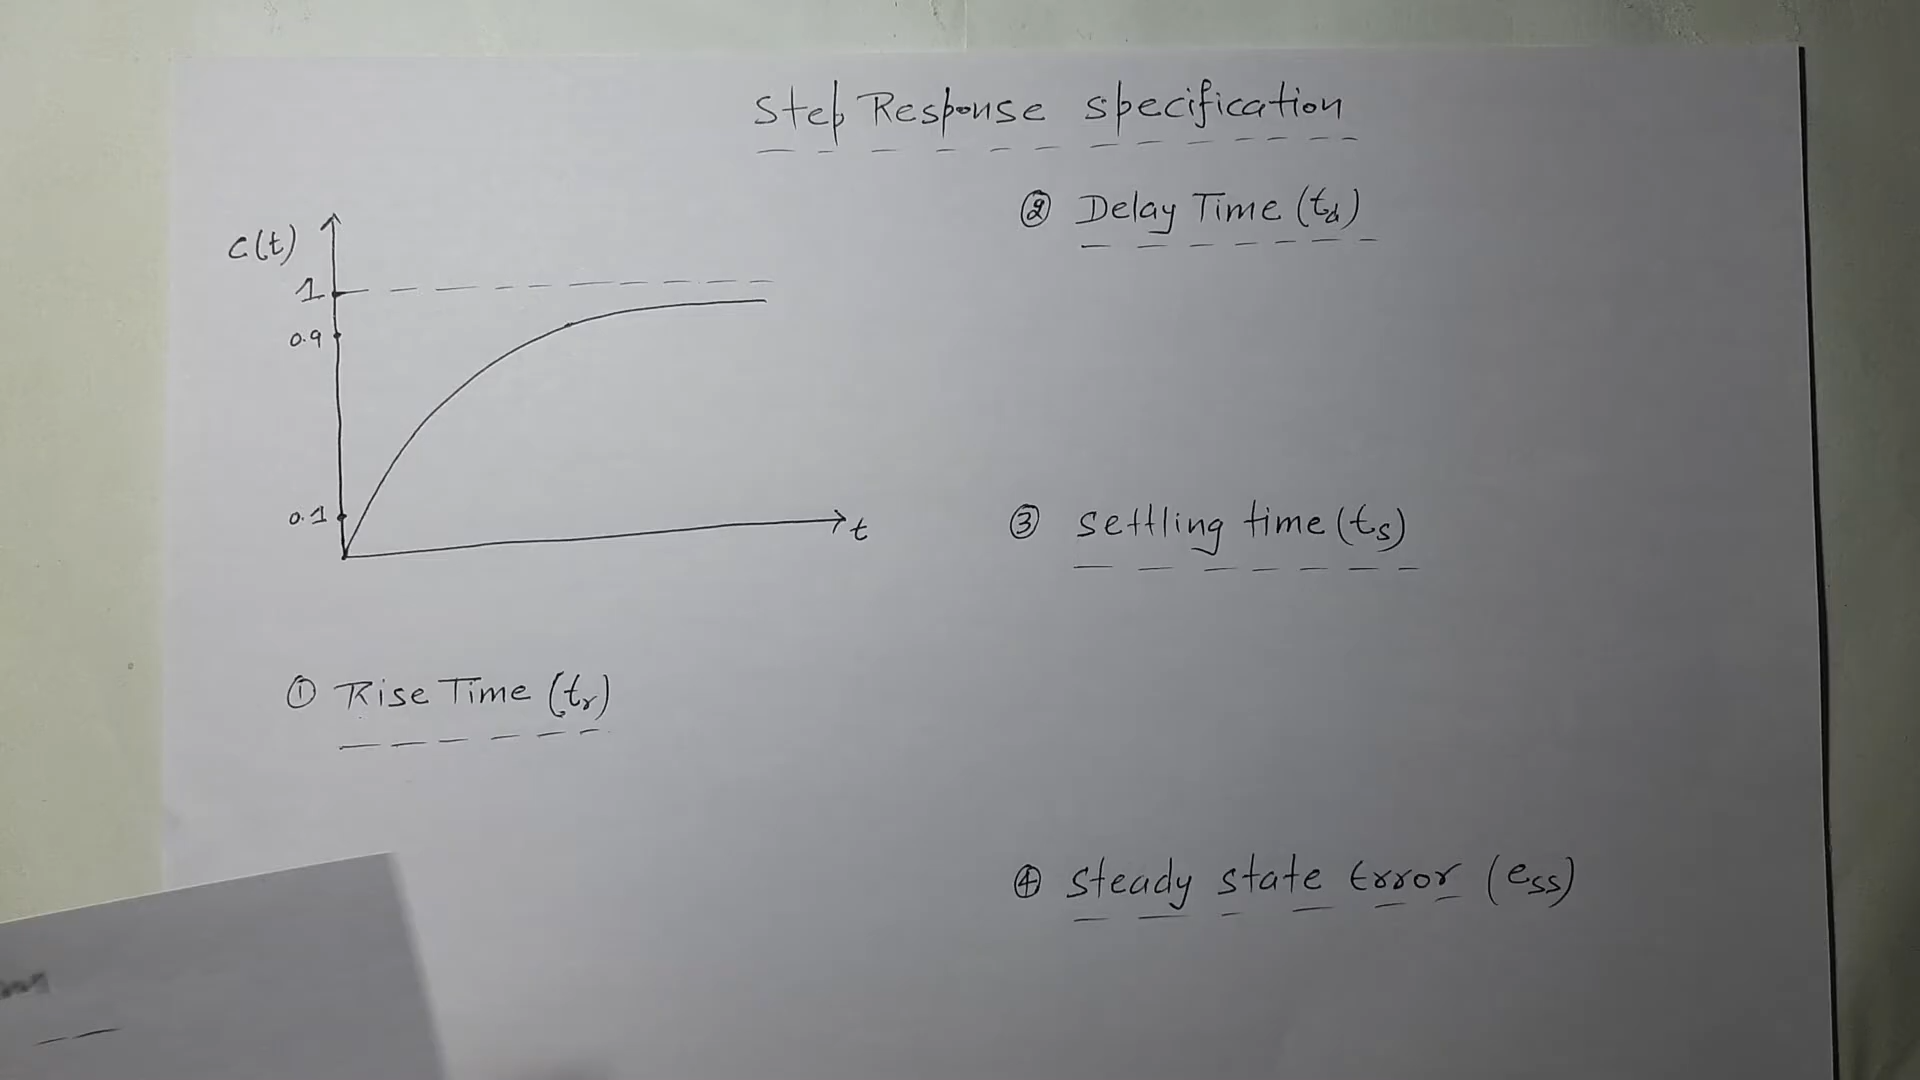 Step Response specification
C(t)
1
0.9
0.1
t
① Rise Time (tr)
② Delay Time (td)
③ Settling time (ts)
④ Steady state Error (ess)